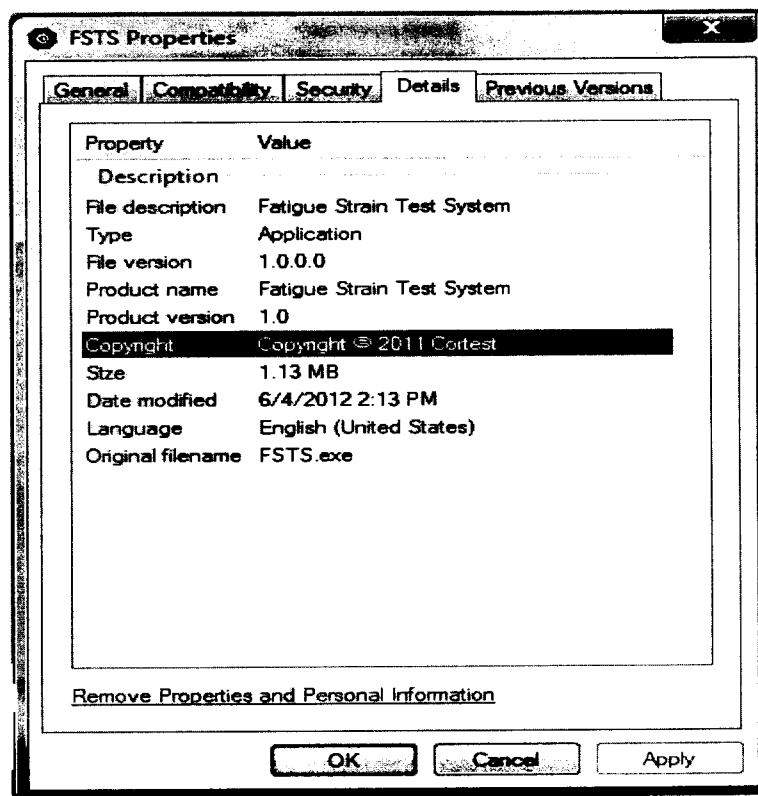 FSTS Properties
General Compatibility Security Details Previous Versions
Property Value
Description
File description Fatigue Strain Test System
Type Application
File version 1.0.0.0
Product name Fatigue Strain Test System
Product version 1.0
Copyright Copyright © 2011 Cortest
Size 1.13 MB
Date modified 6/4/2012 2:13 PM
Language English (United States)
Original filename FSTS.exe
Remove Properties and Personal Information
OK Cancel Apply